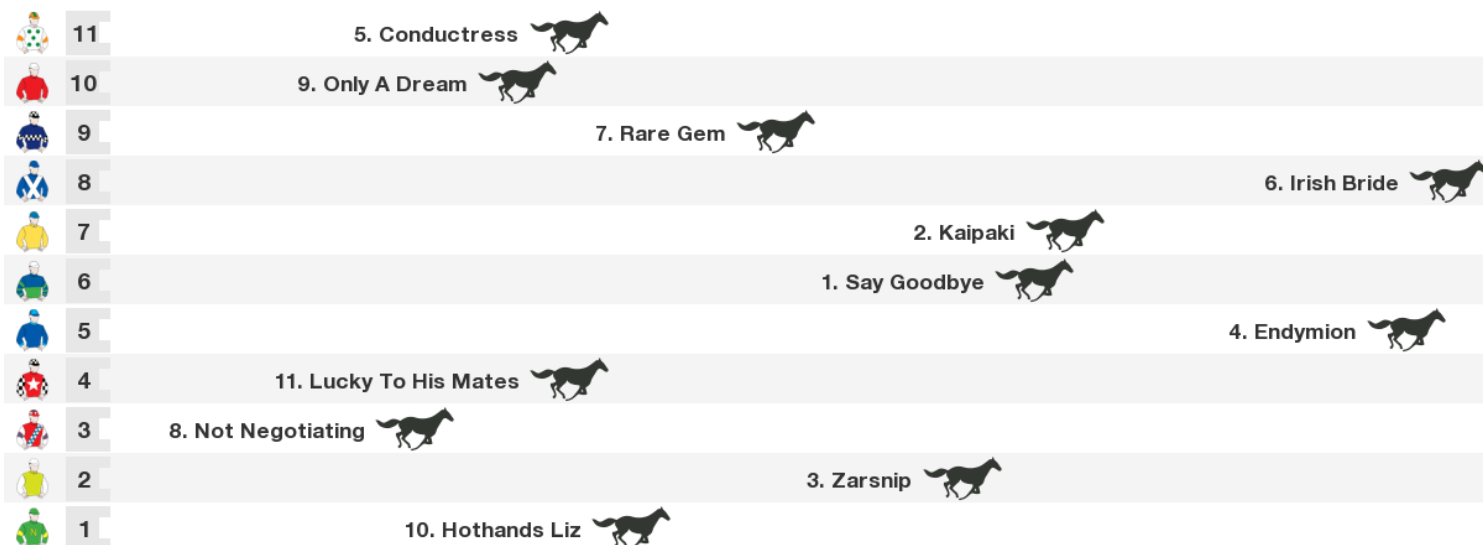 11 5. Conductress
10 9. Only A Dream
9 7. Rare Gem
8 6. Irish Bride
7 2. Kaipaki
6 1. Say Goodbye
5 4. Endymion
4 11. Lucky To His Mates
3 8. Not Negotiating
2 3. Zarsnip
N 1 10. Hothands Liz